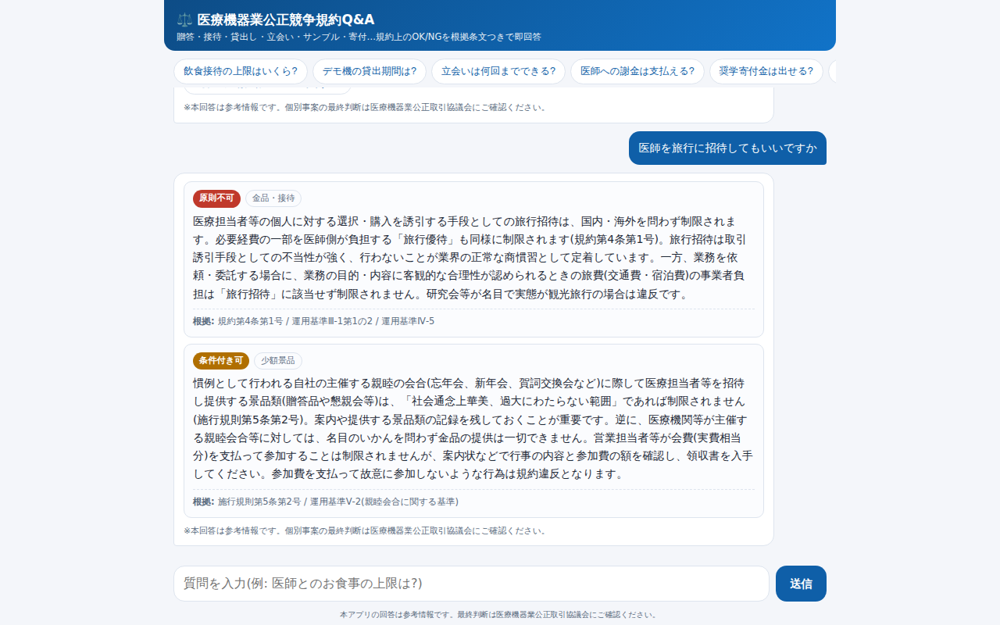 ⚖️ 医療機器業公正競争規約Q&A
贈答・接待・貸出し・立会い・サンプル・寄付…規約上のOK/NGを根拠条文つきで即回答
飲食接待の上限はいくら? デモ機の貸出期間は? 立会いは何回までできる? 医師への謝金は支払える? 奨学寄付金は出せる?
※本回答は参考情報です。個別事案の最終判断は医療機器業公正取引協議会にご確認ください。
医師を旅行に招待してもいいですか
原則不可 金品・接待
医療担当者等の個人に対する選択・購入を誘引する手段としての旅行招待は、国内・海外を問わず制限されま
す。必要経費の一部を医師側が負担する「旅行優待」も同様に制限されます(規約第4条第1号)。旅行招待は取引
誘引手段としての不当性が強く、行わないことが業界の正常な商慣習として定着しています。一方、業務を依
頼・委託する場合に、業務の目的・内容に客観的な合理性が認められるときの旅費(交通費・宿泊費)の事業者負
担は「旅行招待」に該当せず制限されません。研究会等が名目で実態が観光旅行の場合は違反です。
根拠: 規約第4条第1号 / 運用基準Ⅲ-1第1の2 / 運用基準Ⅳ-5
条件付き可 少額景品
慣例として行われる自社の主催する親睦の会合(忘年会、新年会、賀詞交換会など)に際して医療担当者等を招待
し提供する景品類(贈答品や懇親会等)は、「社会通念上華美、過大にわたらない範囲」であれば制限されません
(施行規則第5条第2号)。案内や提供する景品類の記録を残しておくことが重要です。逆に、医療機関等が主催す
る親睦会合等に対しては、名目のいかんを問わず金品の提供は一切できません。営業担当者等が会費(実費相当
分)を支払って参加することは制限されませんが、案内状などで行事の内容と参加費の額を確認し、領収書を入手
してください。参加費を支払って故意に参加しないような行為は規約違反となります。
根拠: 施行規則第5条第2号 / 運用基準Ⅴ-2(親睦会合に関する基準)
※本回答は参考情報です。個別事案の最終判断は医療機器業公正取引協議会にご確認ください。
質問を入力(例: 医師とのお食事の上限は?) 送信
本アプリの回答は参考情報です。最終判断は医療機器業公正取引協議会にご確認ください。